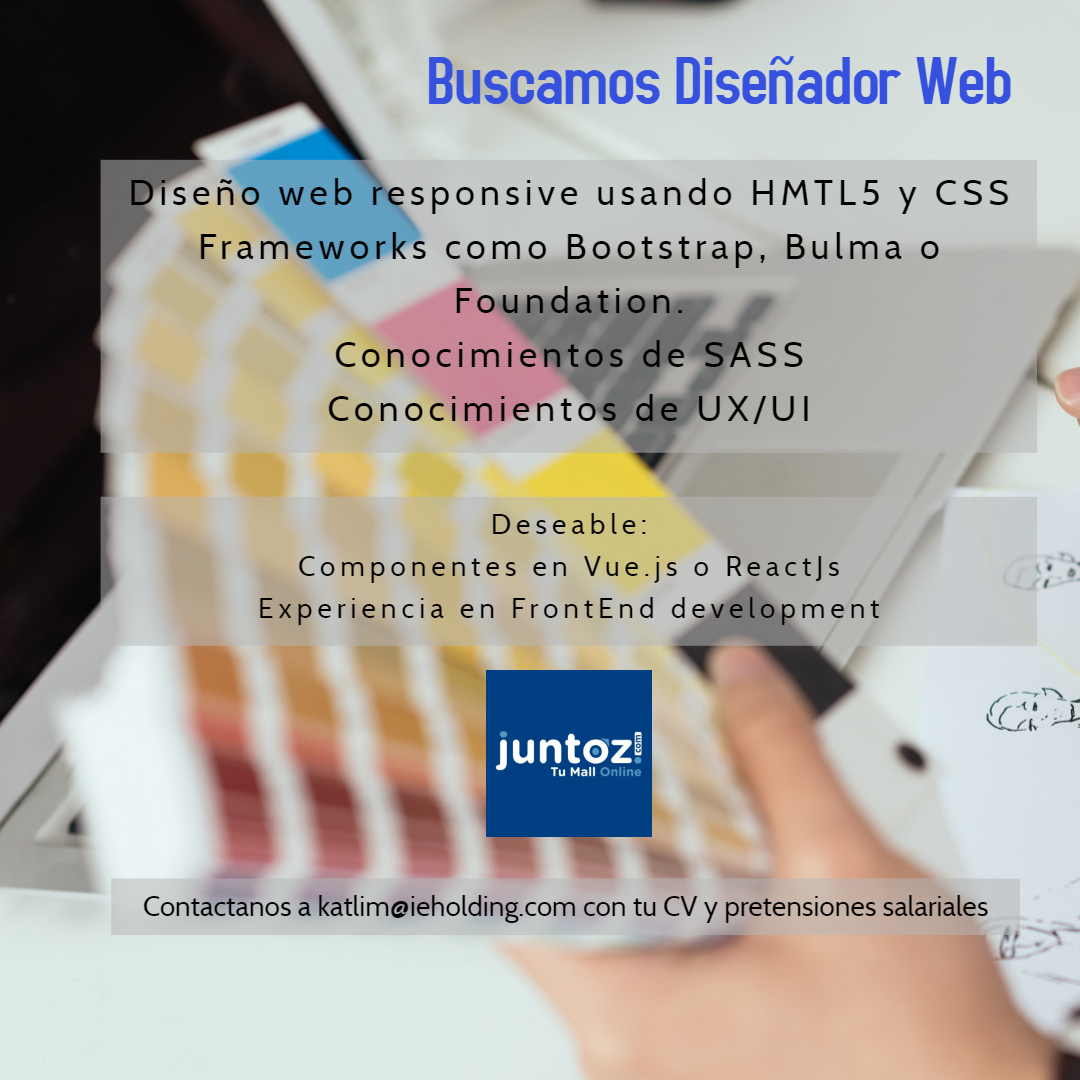 Buscamos Diseñador Web
Diseño web responsive usando HMTL5 y CSS
Frameworks como Bootstrap, Bulma o
Foundation.
Conocimientos de SASS
Conocimientos de UX/UI
Deseable:
Componentes en Vue.js o ReactJs
Experiencia en FrontEnd development
juntoz.com
Tu Mall Online
Contactanos a katlim@ieholding.com con tu CV y pretensiones salariales